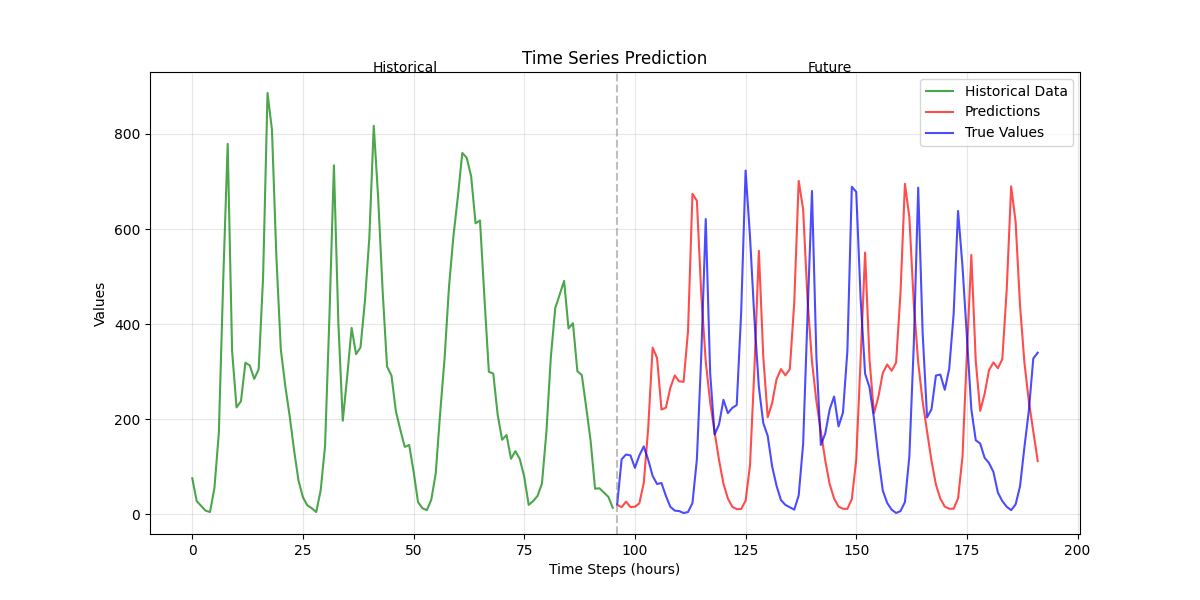 Time Series Prediction
Historical
Future
Historical Data
Predictions
True Values
Values
800
600
400
200
0
0
25
50
75
100
125
150
175
200
Time Steps (hours)